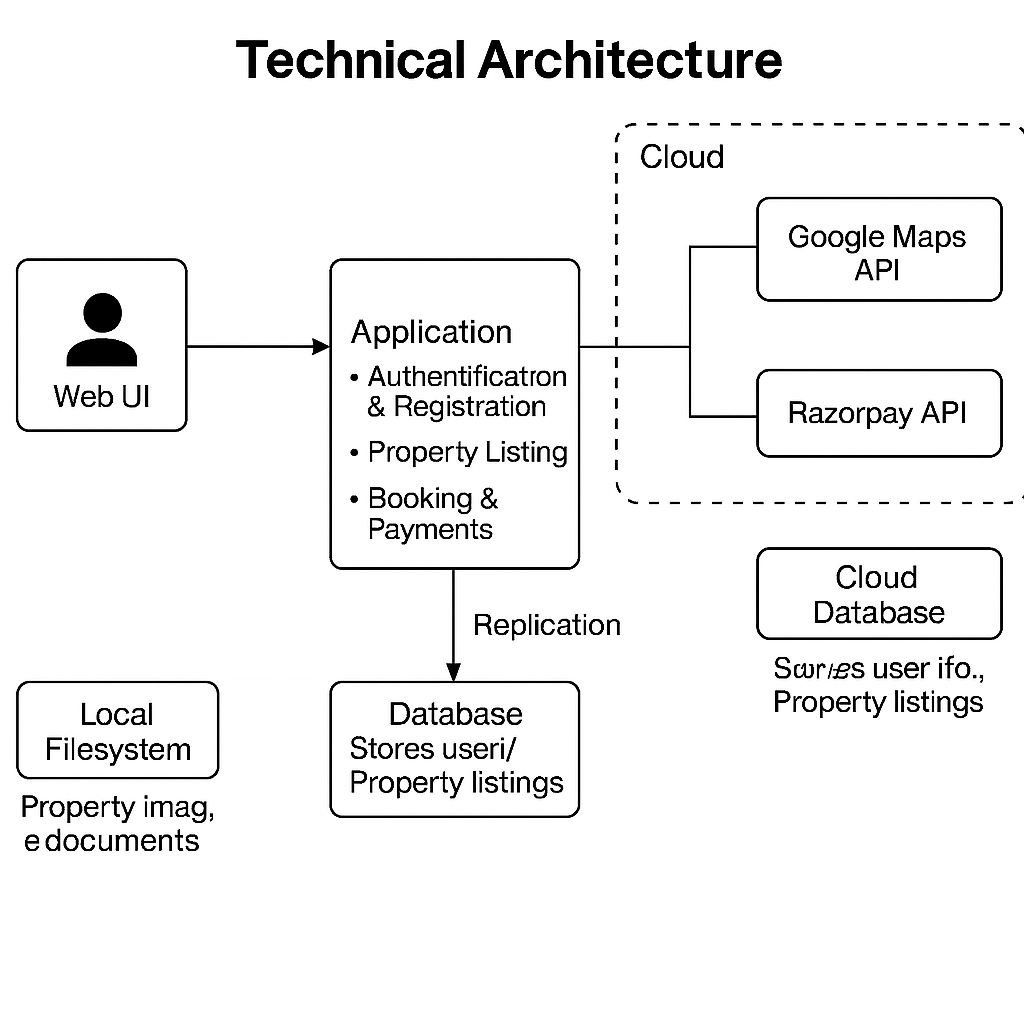 Technical Architecture
Cloud
Google Maps
API
Web UI
Application
• Authentificatron
& Registration
• Property Listing
• Booking &
Payments
Razorpay API
Replication
Cloud
Database
user ifo.,
Property listings
Local
Filesystem
Property imag,
e documents
Database
Stores useri/
Property listings